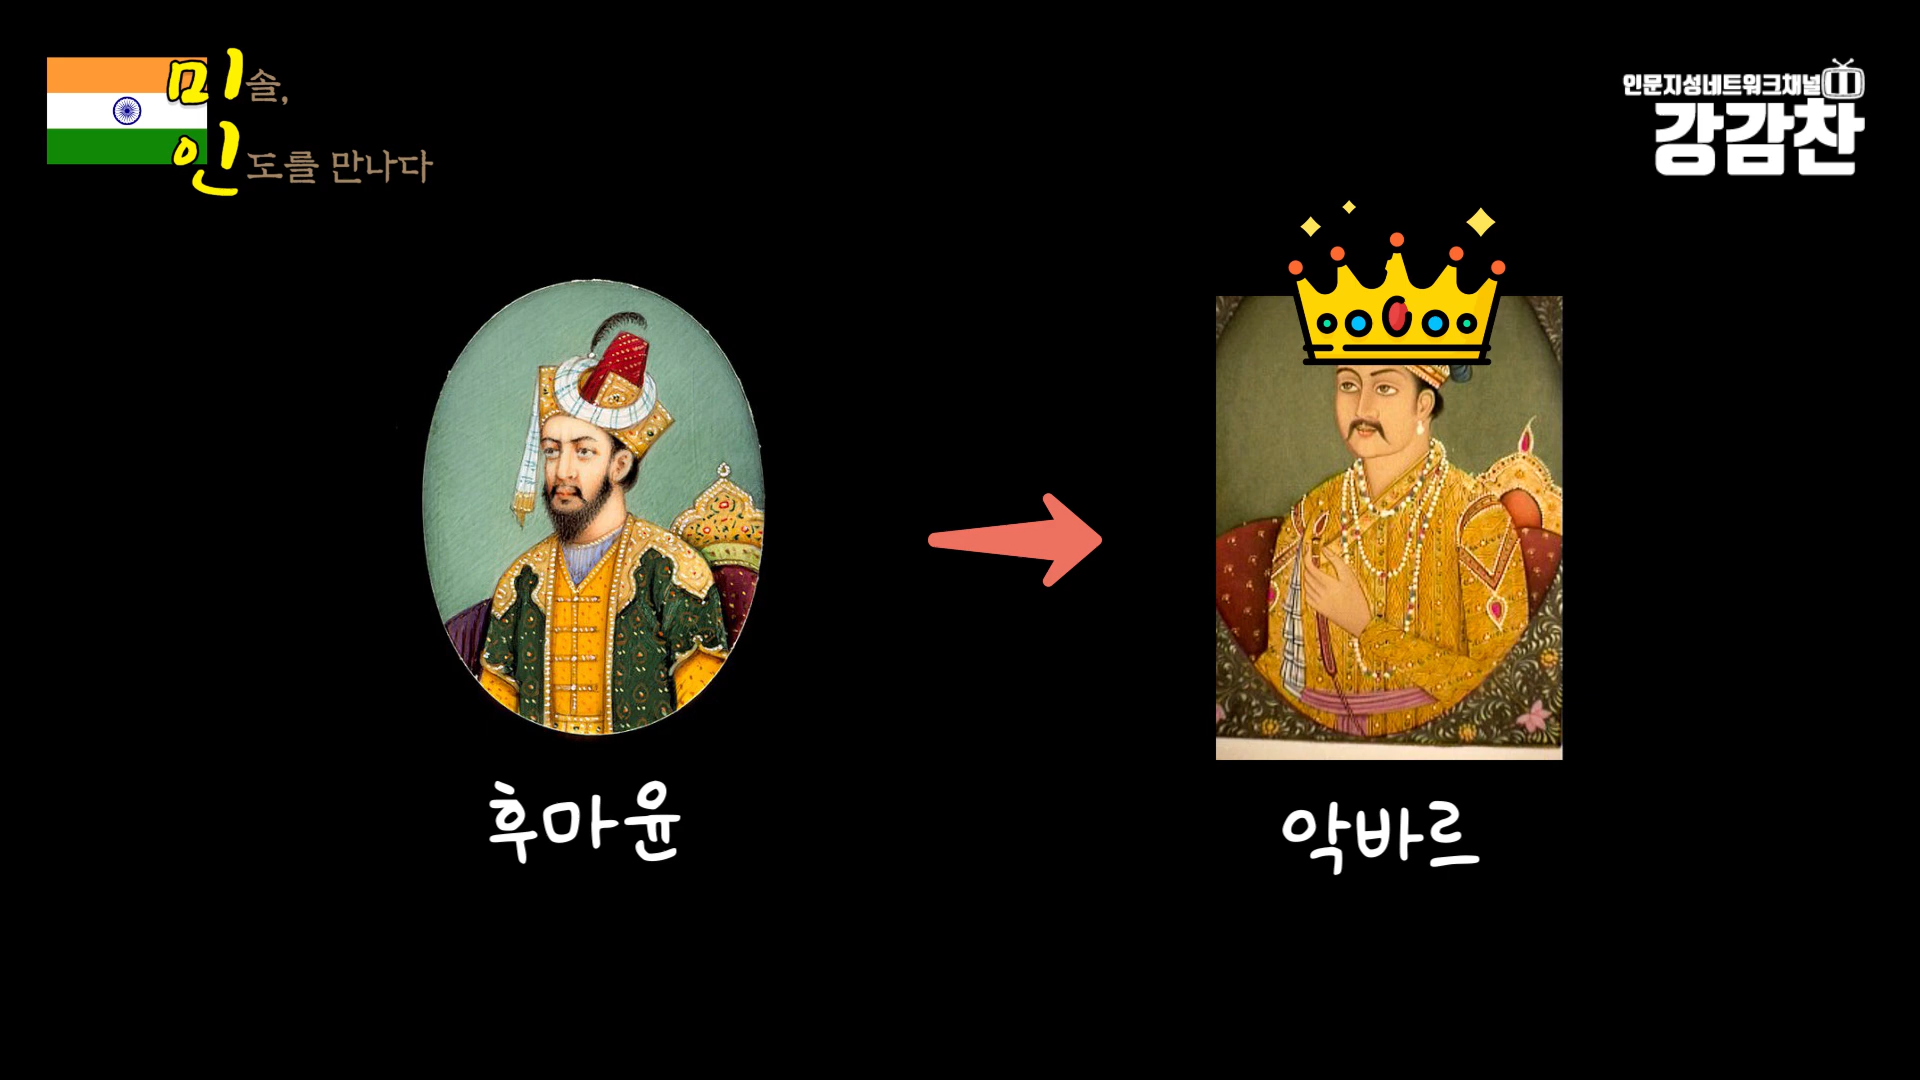 미솔,
인도를 만나다
인문지성네트워크채널
강감찬
후마윤
악바르